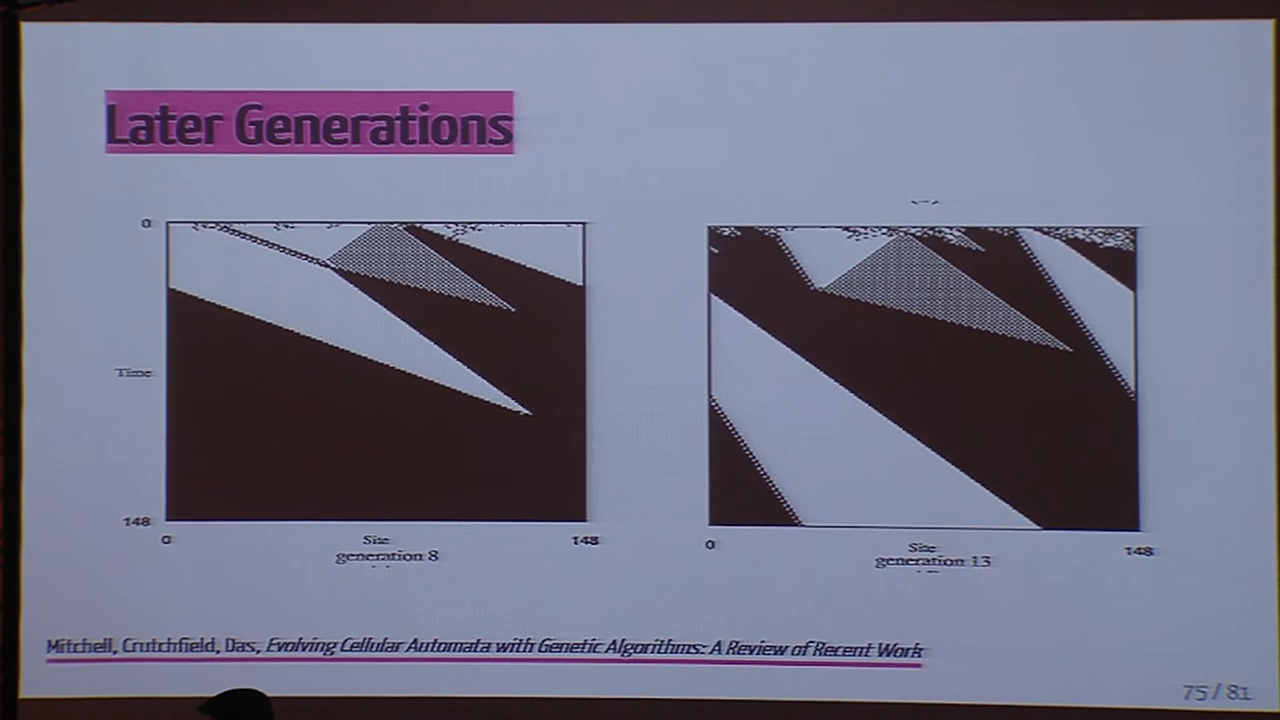 Later Generations
0
Time
148
0
Site
148
generation 8
0
Site
148
generation 13
Mitchell, Crutchfield, Das, Evolving Cellular Automata with Genetic Algorithms: A Review of Recent Work
75 / 81